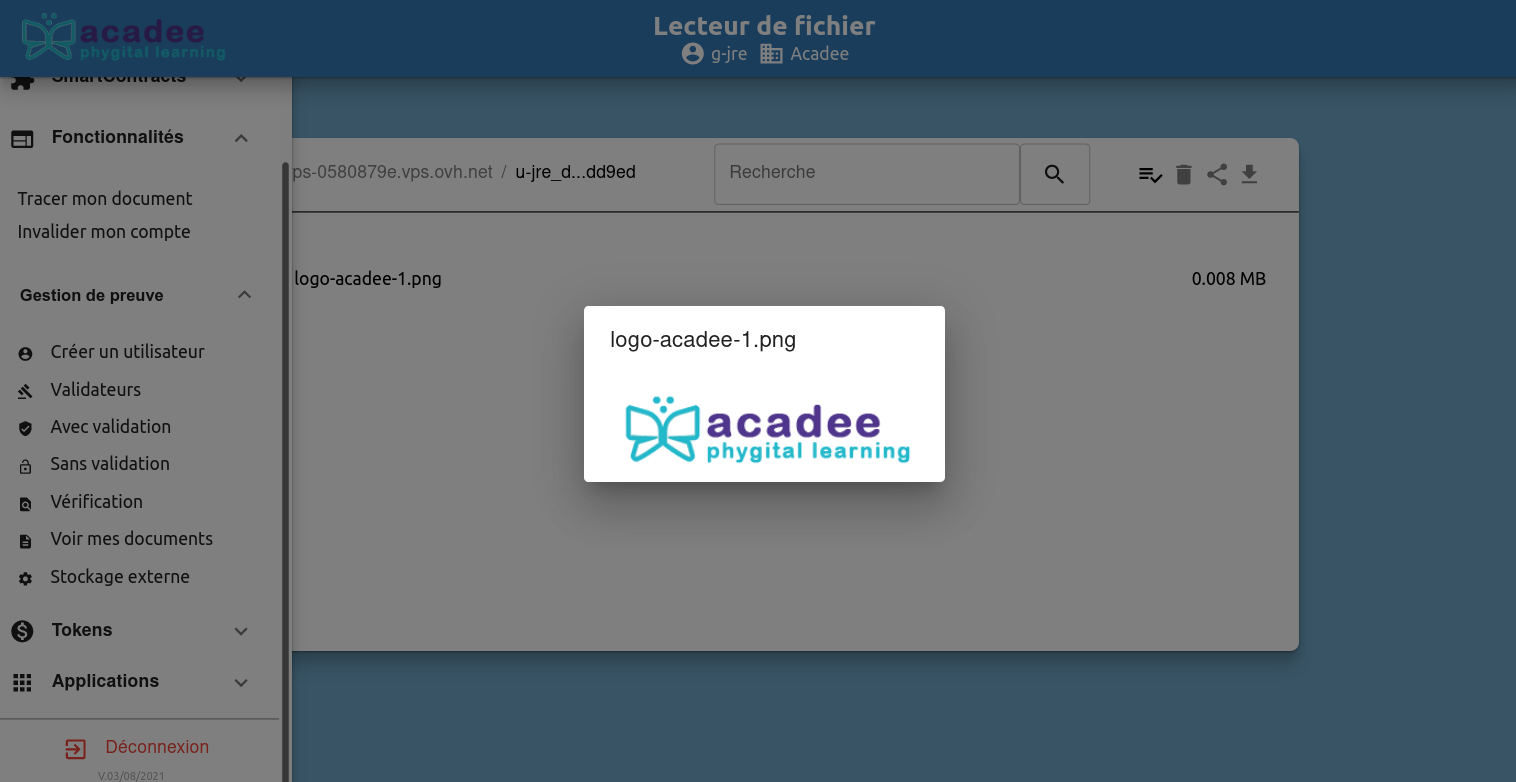 acadee
phygital learning
Lecteur de fichier
g-jre Acadee
SmartContracts
Fonctionnalités
Tracer mon document
Invalider mon compte
Gestion de preuve
Créer un utilisateur
Validateurs
Avec validation
Sans validation
Vérification
Voir mes documents
Stockage externe
Tokens
Applications
Déconnexion
V.03/08/2021
ps-0580879e.vps.ovh.net / u-jre_d...dd9ed
Recherche
logo-acadee-1.png 0.008 MB
logo-acadee-1.png
acadee
phygital learning